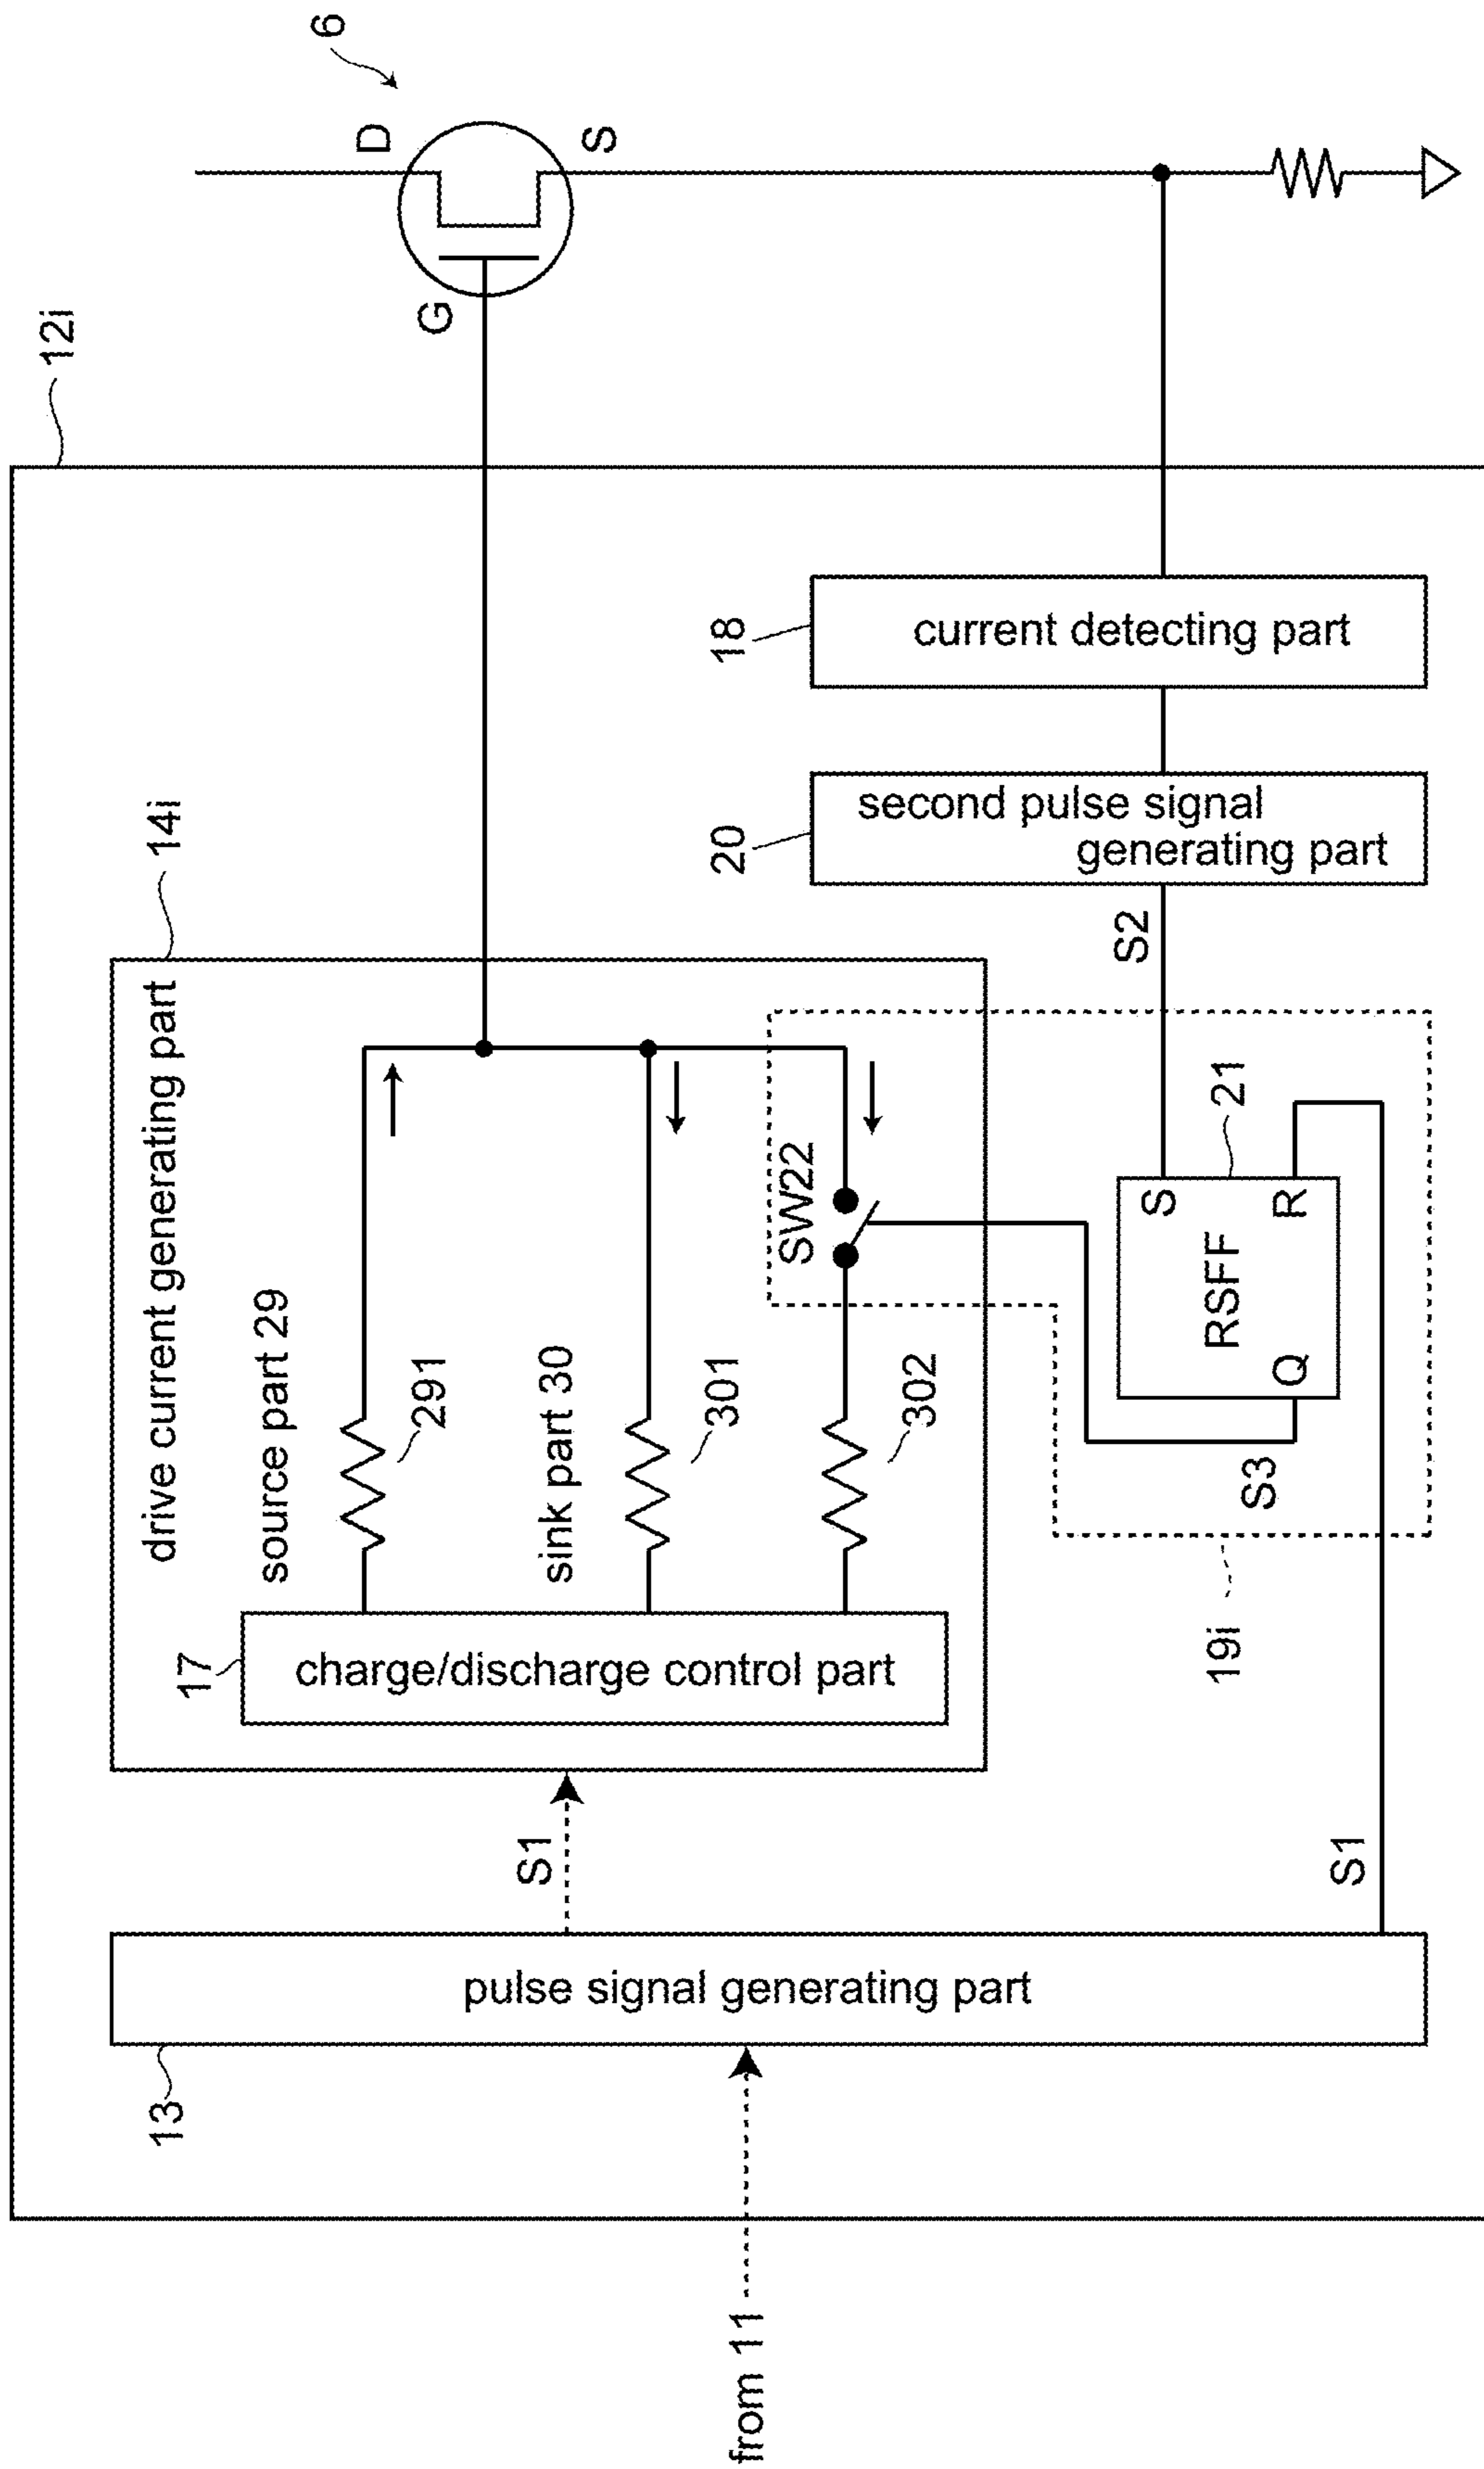 6
D
S
G
12i
18
current detecting part
20
second pulse signal
generating part
14i
drive current generating part
S2
SW22
21
S
R
RSFF
Q
S3
19i
source part 29
291
sink part 30
301
302
17
charge/discharge control part
S1
S1
pulse signal generating part
13
from 11